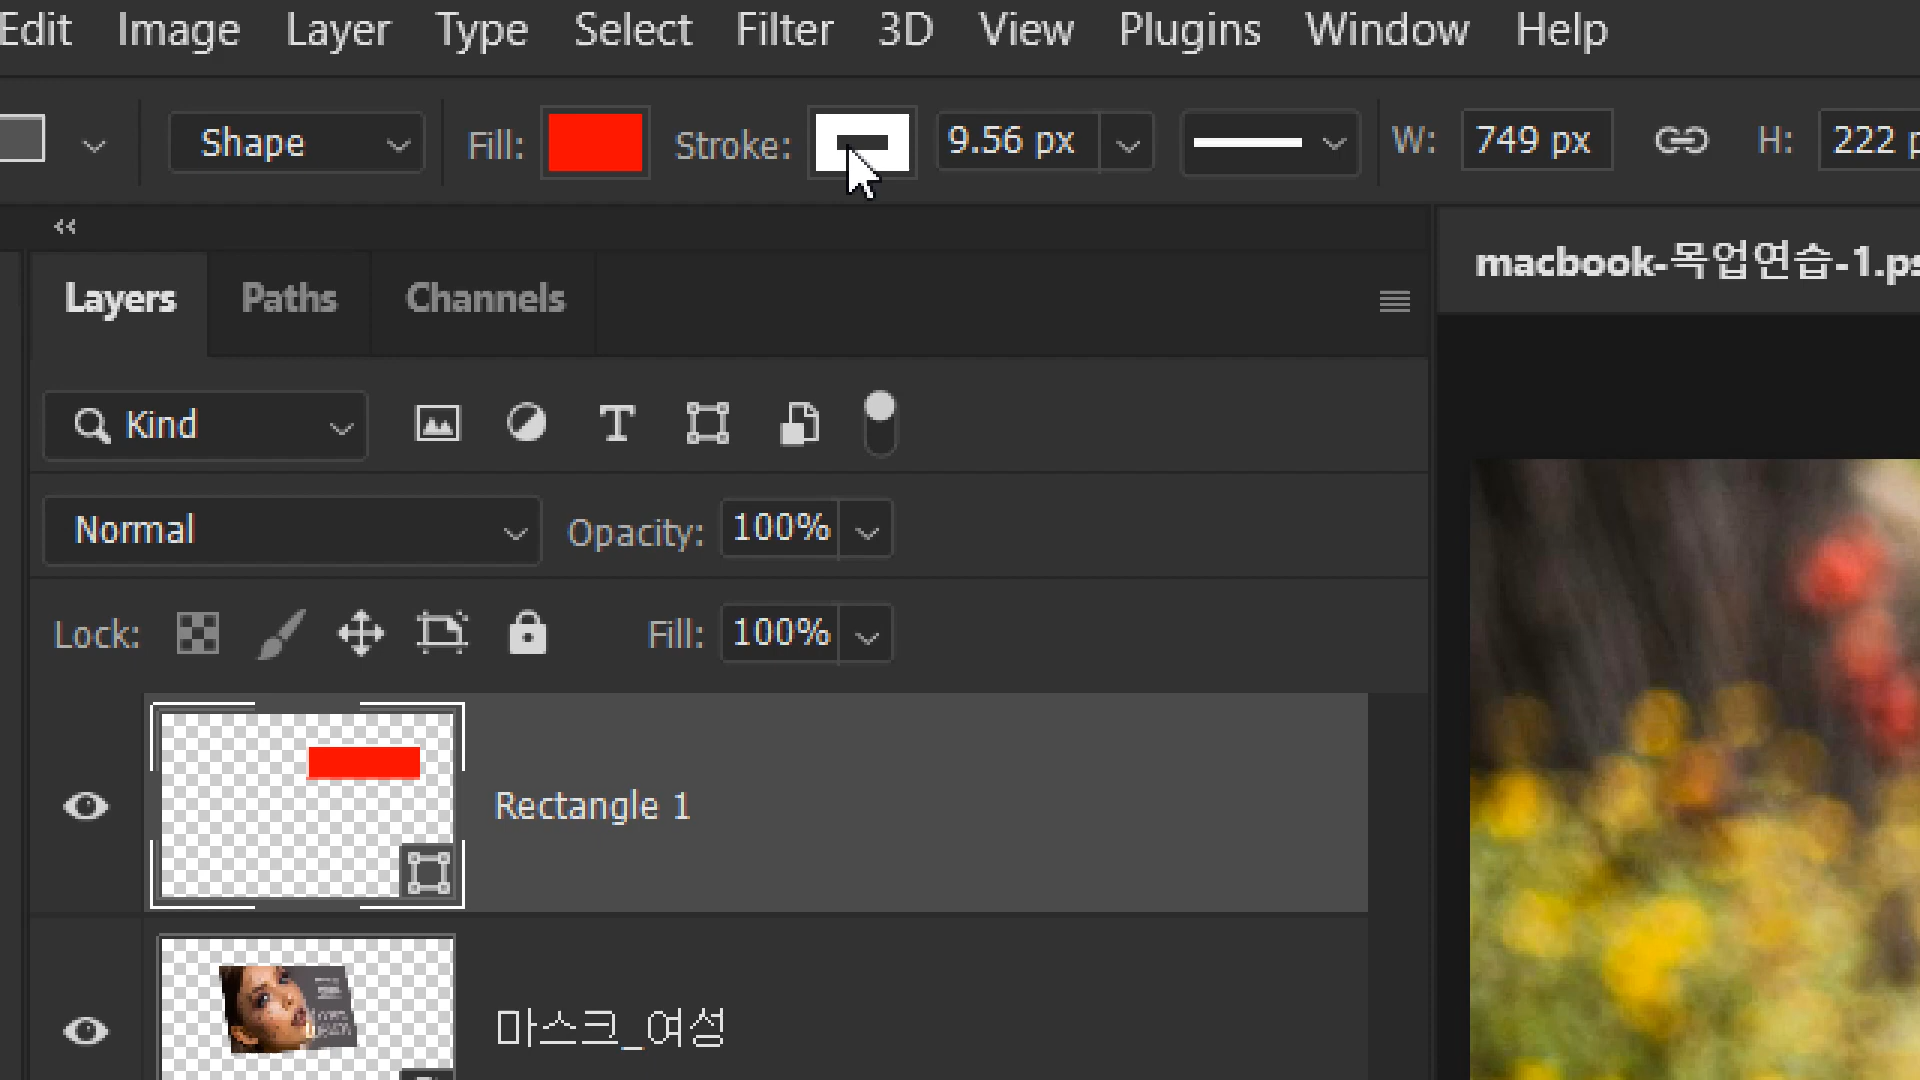 Edit Image Layer Type Select Filter 3D View Plugins Window Help
Shape Fill: Stroke: 9.56 px W: 749 px H: 222 p
Layers Paths Channels
macbook-목업연습-1.ps
Kind
Normal Opacity: 100%
Lock: Fill: 100%
Rectangle 1
마스크_여성